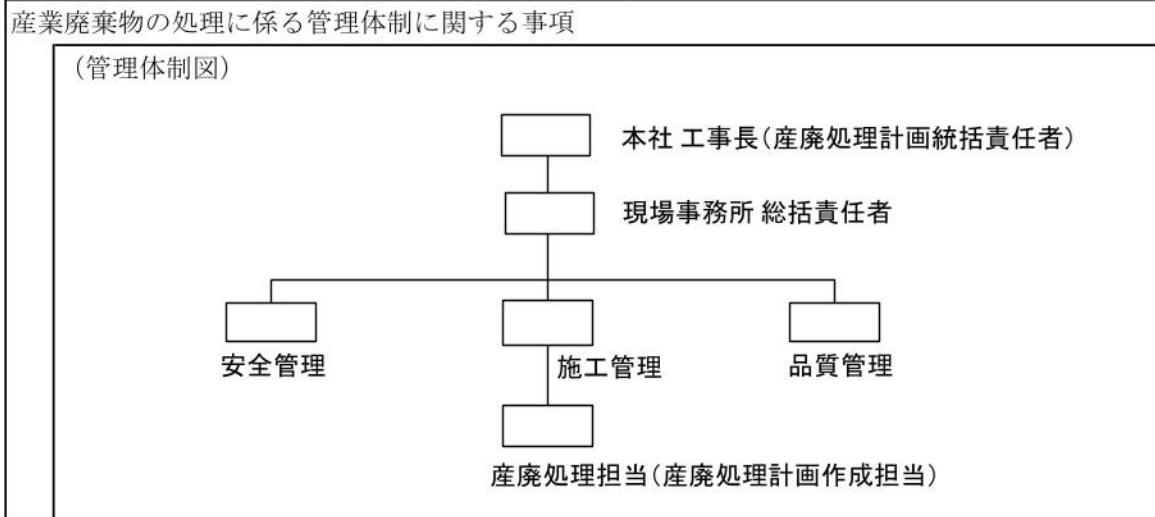 産業廃棄物の処理に係る管理体制に関する事項
（管理体制図）
本社 工事長（産廃処理計画統括責任者）
現場事務所 総括責任者
安全管理
施工管理
品質管理
産廃処理担当（産廃処理計画作成担当）